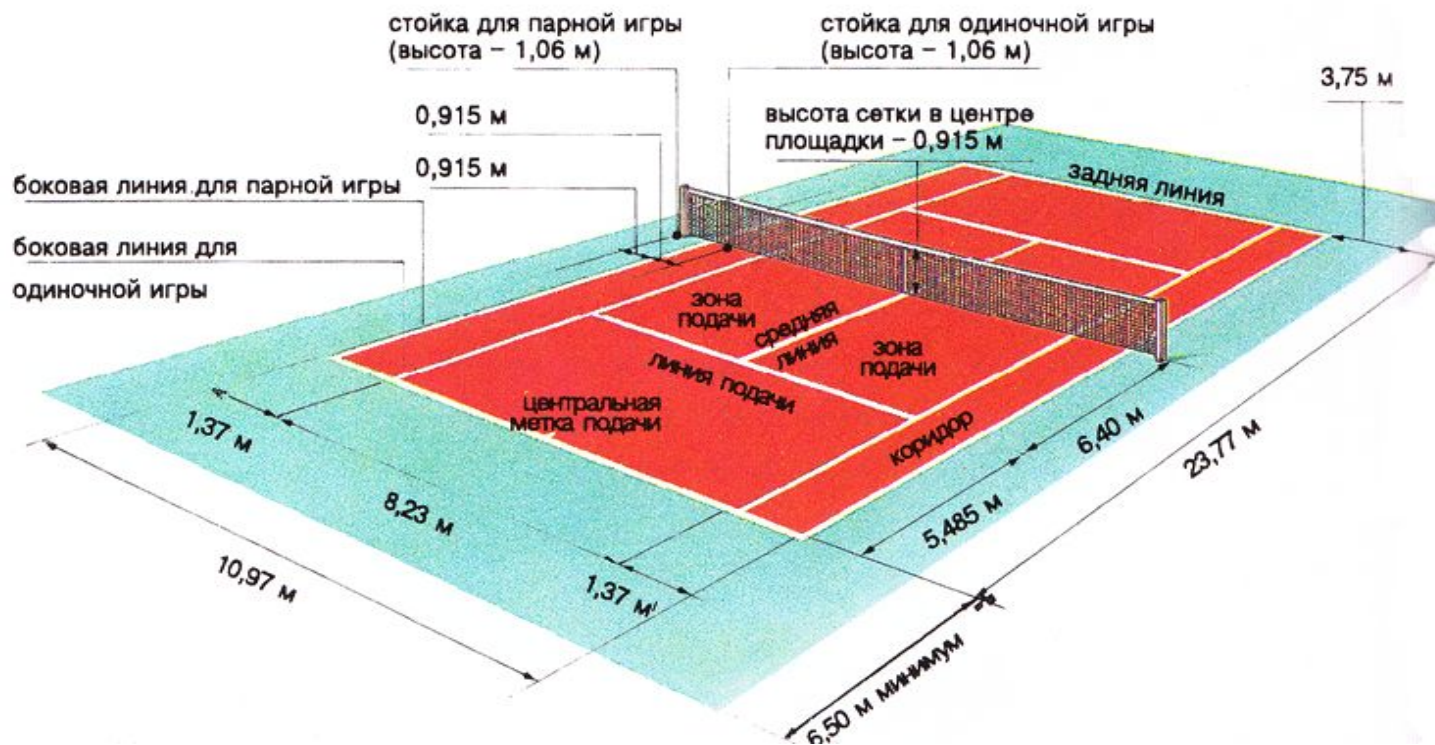 стойка для парной игры
(высота – 1,06 м)
стойка для одиночной игры
(высота – 1,06 м)
3,75 м
0,915 м
высота сетки в центре
площадки – 0,915 м
0,915 м
боковая линия для парной игры
задняя линия
боковая линия для
одиночной игры
зона
подачи
средняя
линия
зона
подачи
линия подачи
центральная
метка подачи
коридор
1,37 м
8,23 м
1,37 м
10,97 м
6,40 м
5,485 м
23,77 м
6,50 м минимум